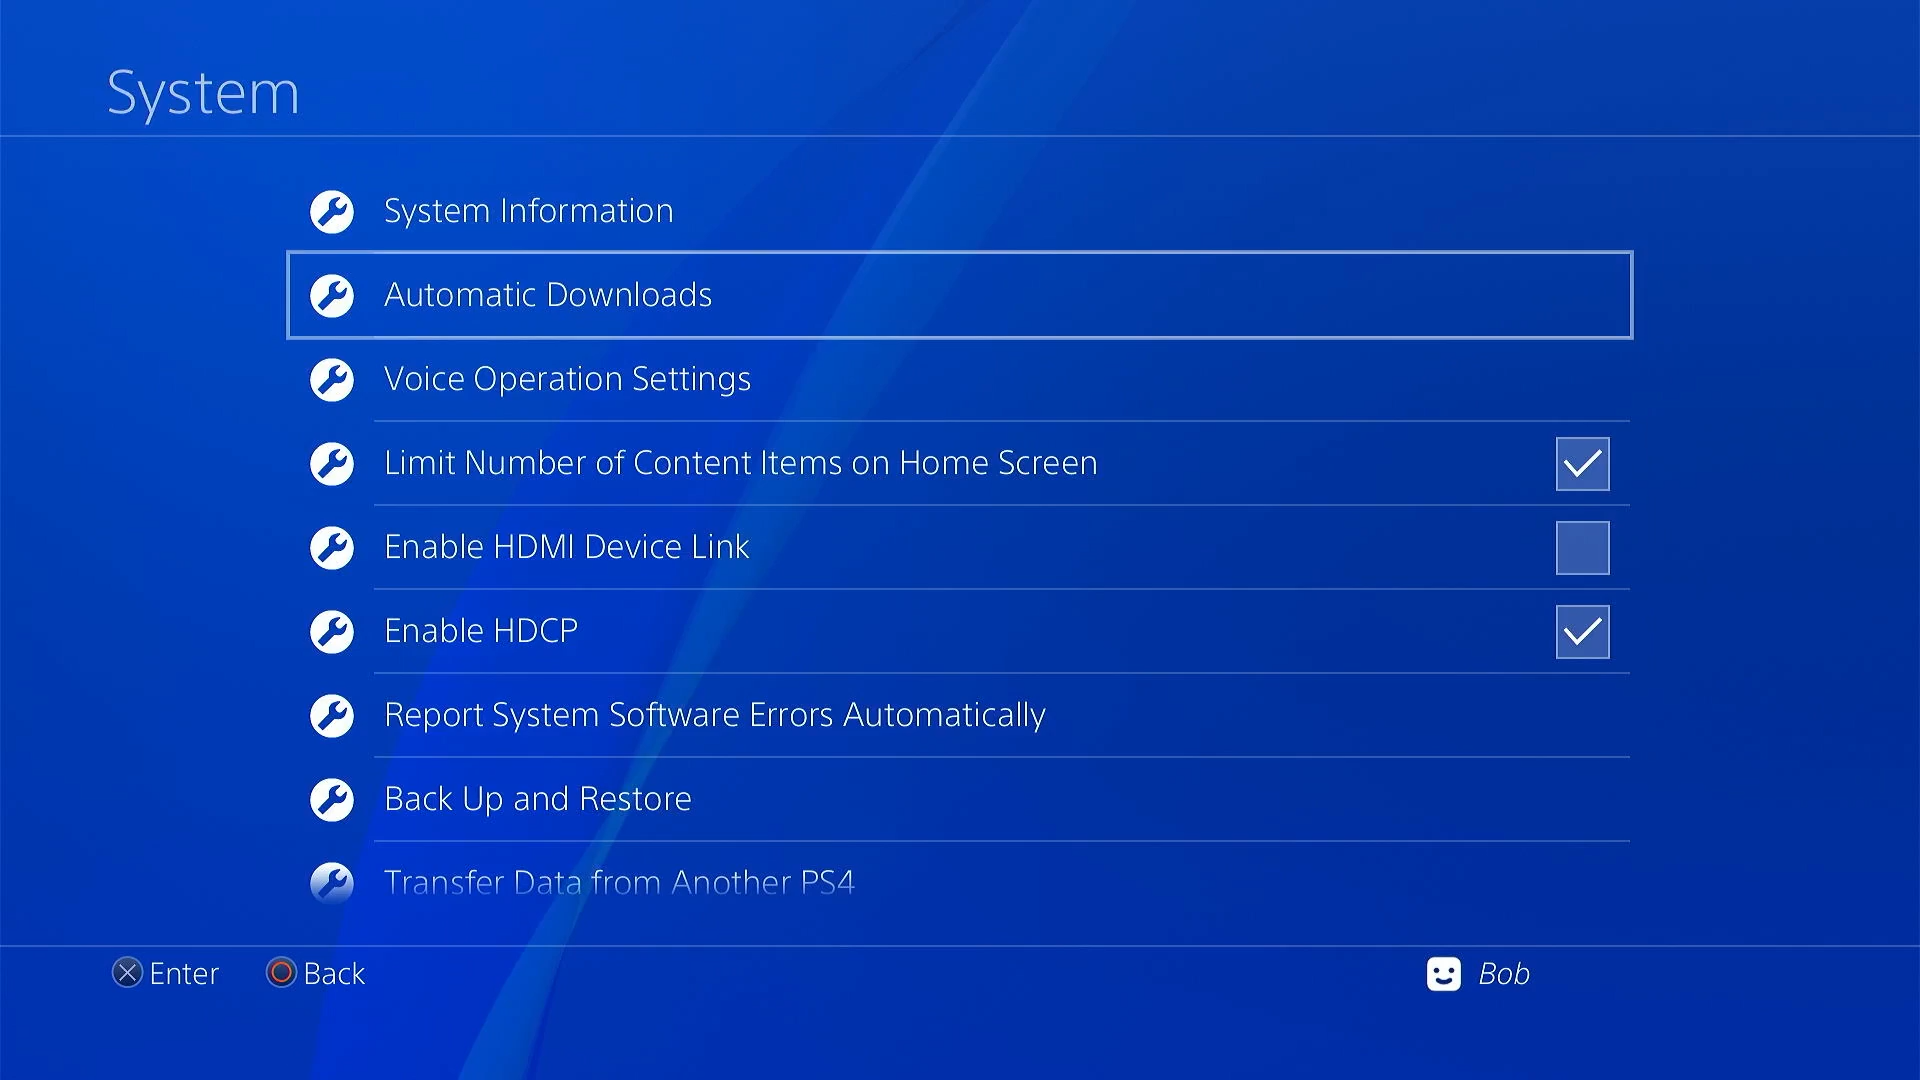 System
System Information
Automatic Downloads
Voice Operation Settings
Limit Number of Content Items on Home Screen
Enable HDMI Device Link
Enable HDCP
Report System Software Errors Automatically
Back Up and Restore
Transfer Data from Another PS4
Enter Back Bob